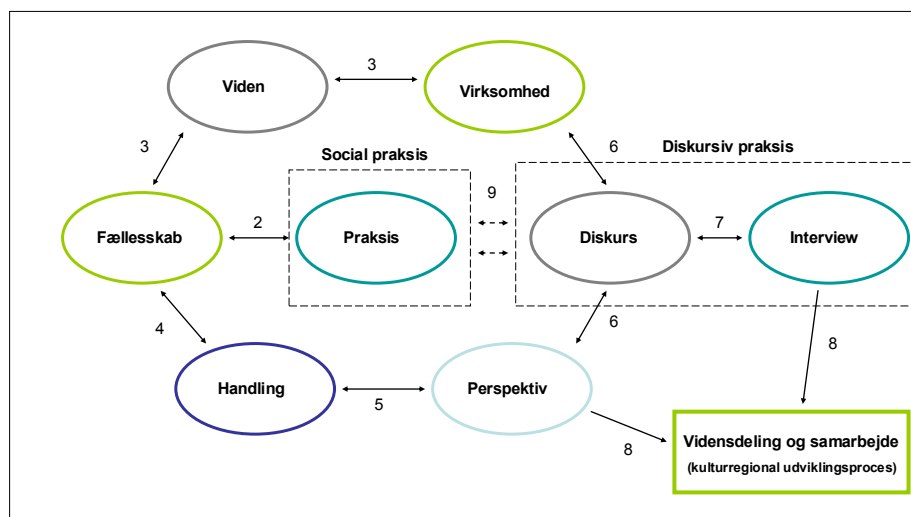 3
Viden
Virksomhed
3
6
Social praksis
Diskursiv praksis
9
Fællesskab
2
Praksis
Diskurs
7
Interview
4
6
8
Handling
5
Perspektiv
8
Vidensdeling og samarbejde
(kulturregional udviklingsproces)